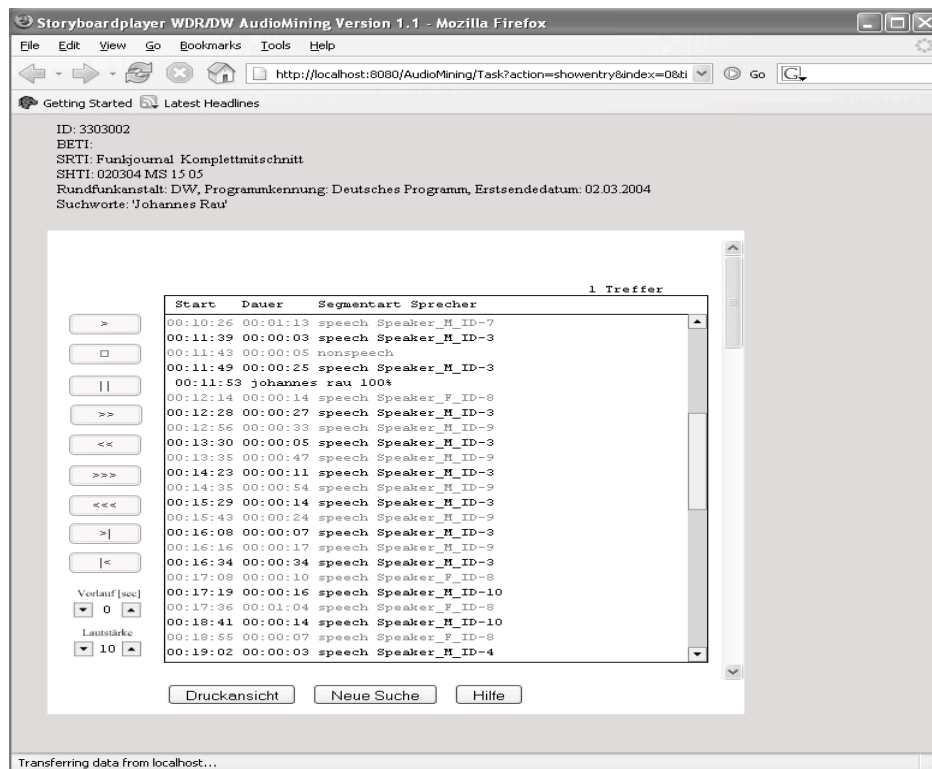 Storyboardplayer WDR/DW AudioMining Version 1.1 - Mozilla Firefox
File Edit View Go Bookmarks Tools Help
http://localhost:8080/AudioMining/Task?action=showentry&index=0&ti Go G
Getting Started Latest Headlines
ID: 3303002
BETI:
SRTI: Funkjournal Komplettmitschnitt
SHTI: 020304 MS 15 05
Rundfunkanstalt: DW, Programmkennung: Deutsches Programm, Erstsendedatum: 02.03.2004
Suchworte: 'Johannes Rau'
1 Treffer
Start Dauer Segmentart Sprecher
00:10:26 00:01:13 speech Speaker_M_ID-7
00:11:39 00:00:03 speech Speaker_M_ID-3
00:11:43 00:00:05 nonspeech
00:11:49 00:00:25 speech Speaker_M_ID-3
00:11:53 johannes rau 100%
00:12:14 00:00:14 speech Speaker_F_ID-8
00:12:28 00:00:27 speech Speaker_M_ID-3
00:12:56 00:00:33 speech Speaker_M_ID-9
00:13:30 00:00:05 speech Speaker_M_ID-3
00:13:35 00:00:47 speech Speaker_M_ID-9
00:14:23 00:00:11 speech Speaker_M_ID-3
00:14:35 00:00:54 speech Speaker_M_ID-9
00:15:29 00:00:14 speech Speaker_M_ID-3
00:15:43 00:00:24 speech Speaker_M_ID-9
00:16:08 00:00:07 speech Speaker_M_ID-3
00:16:16 00:00:17 speech Speaker_M_ID-9
00:16:34 00:00:34 speech Speaker_M_ID-3
00:17:08 00:00:10 speech Speaker_F_ID-8
00:17:19 00:00:16 speech Speaker_M_ID-10
00:17:36 00:01:04 speech Speaker_F_ID-8
00:18:41 00:00:14 speech Speaker_M_ID-10
00:18:55 00:00:07 speech Speaker_F_ID-8
00:19:02 00:00:03 speech Speaker_M_ID-4
>
□
||
>>
<<
>>>
<<<
>|
|<
Vorlauf [sec]
0
Lautstärke
10
Druckansicht Neue Suche Hilfe
Transferring data from localhost...